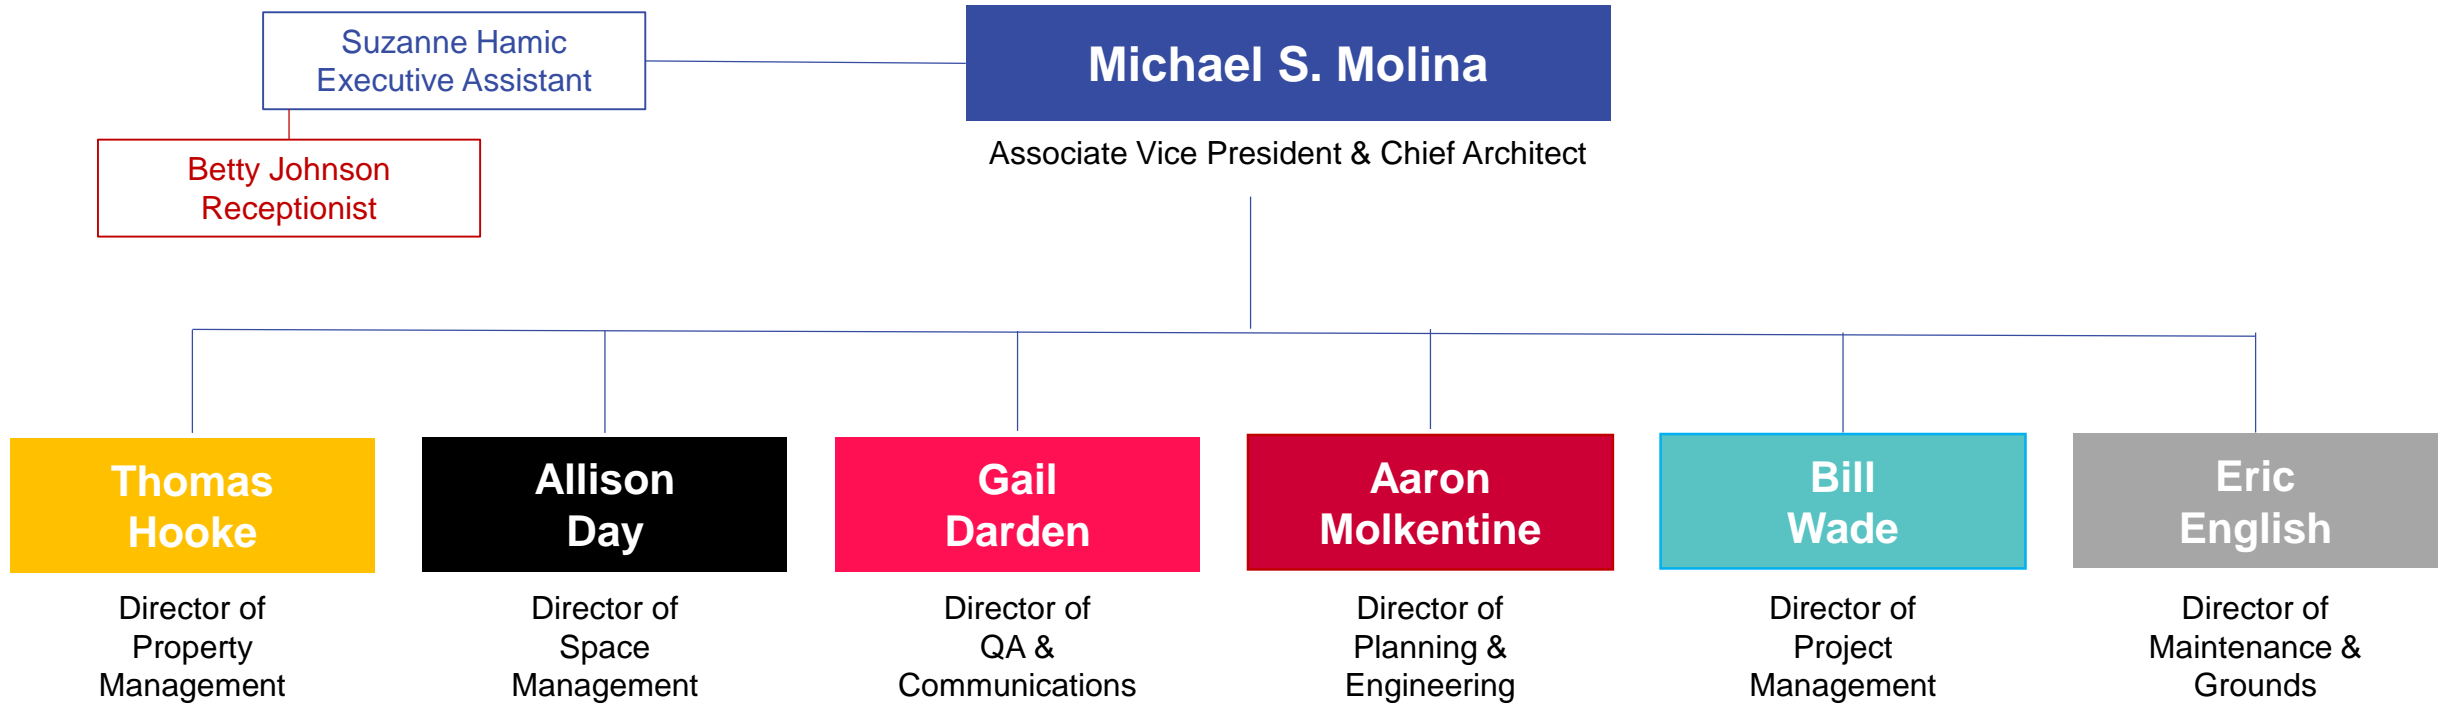 Suzanne Hamic
Executive Assistant
Michael S. Molina
Associate Vice President & Chief Architect
Betty Johnson
Receptionist
Thomas
Hooke
Director of
Property
Management
Allison
Day
Director of
Space
Management
Gail
Darden
Director of
QA &
Communications
Aaron
Molkentine
Director of
Planning &
Engineering
Bill
Wade
Director of
Project
Management
Eric
English
Director of
Maintenance &
Grounds